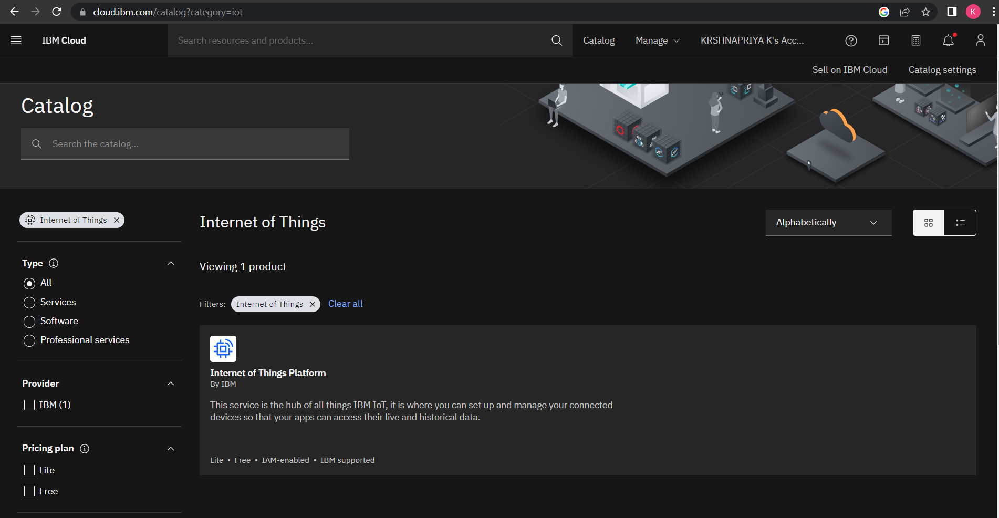 cloud.ibm.com/catalog?category=iot
K
IBM Cloud
Search resources and products...
Catalog
Manage
KRSHNAPRIYA K's Acc...
Sell on IBM Cloud
Catalog settings
Catalog
Search the catalog...
Internet of Things
Internet of Things
Alphabetically
Type
All
Services
Software
Professional services
Provider
IBM (1)
Pricing plan
Lite
Free
Viewing 1 product
Filters: Internet of Things Clear all
Internet of Things Platform
By IBM
This service is the hub of all things IBM IoT, it is where you can set up and manage your connected
devices so that your apps can access their live and historical data.
Lite • Free • IAM-enabled • IBM supported